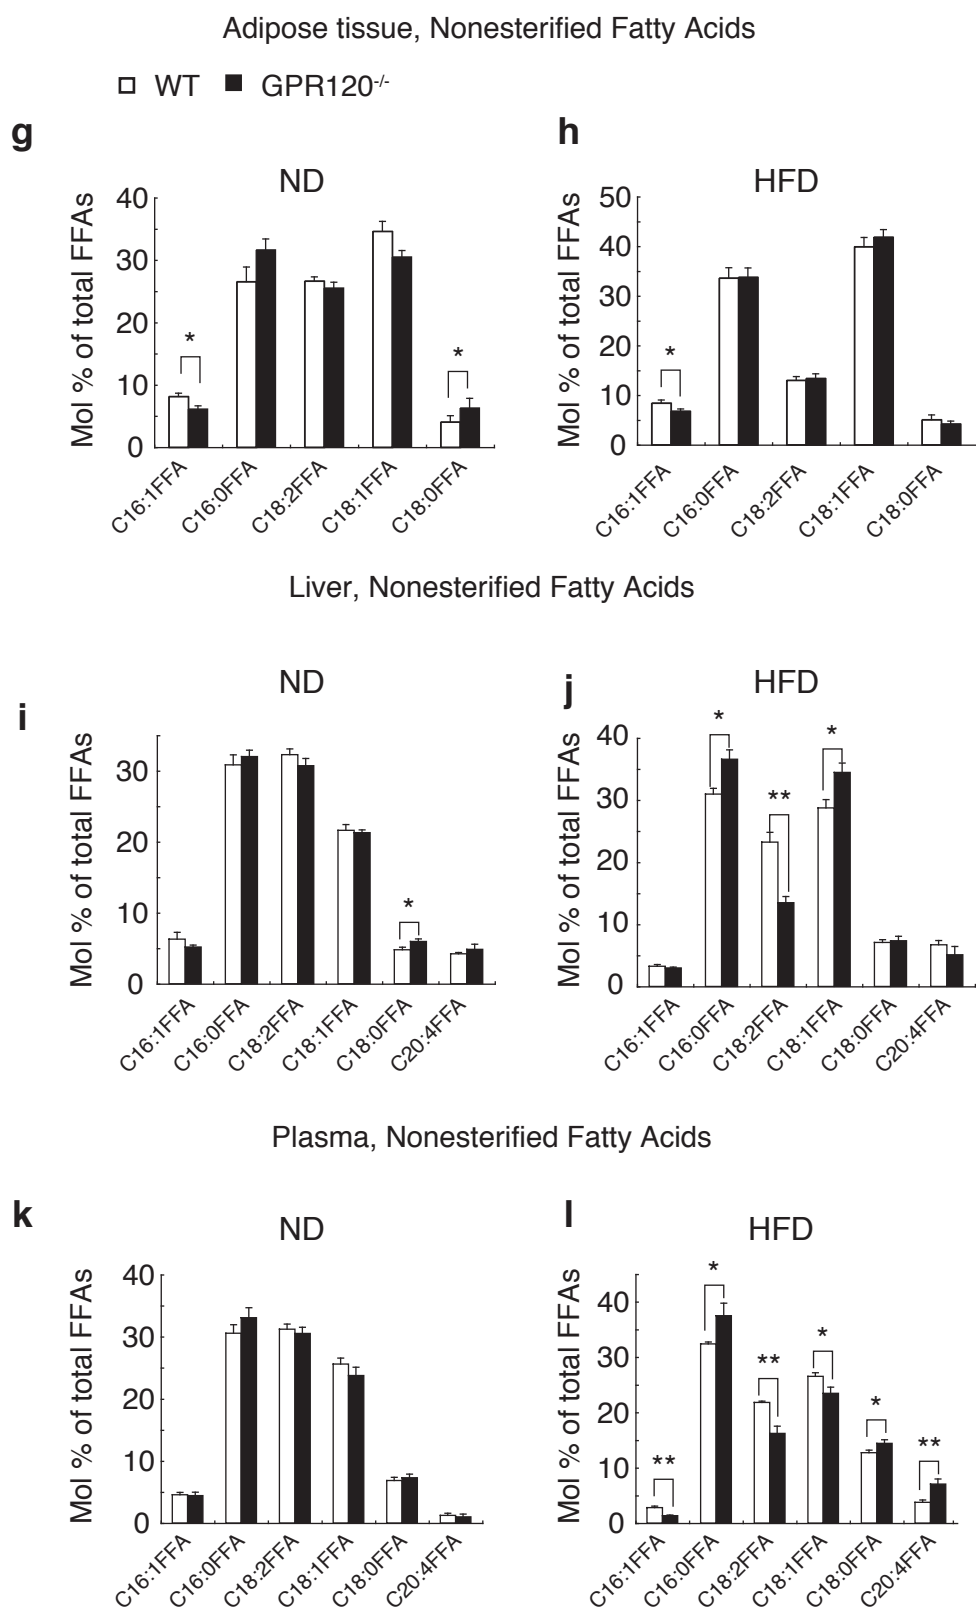 Adipose tissue, Nonesterified Fatty Acids
WT GPR120-/-
g
ND
Mol % of total FFAs
40
30
20
10
0
*
*
C16:1FFA
C16:0FFA
C18:2FFA
C18:1FFA
C18:0FFA
h
HFD
Mol % of total FFAs
50
40
30
20
10
0
*
C16:1FFA
C16:0FFA
C18:2FFA
C18:1FFA
C18:0FFA
Liver, Nonesterified Fatty Acids
i
ND
Mol % of total FFAs
30
20
10
0
*
C16:1FFA
C16:0FFA
C18:2FFA
C18:1FFA
C18:0FFA
C20:4FFA
j
HFD
Mol % of total FFAs
40
30
20
10
0
*
**
*
C16:1FFA
C16:0FFA
C18:2FFA
C18:1FFA
C18:0FFA
C20:4FFA
Plasma, Nonesterified Fatty Acids
k
ND
Mol % of total FFAs
40
30
20
10
0
C16:1FFA
C16:0FFA
C18:2FFA
C18:1FFA
C18:0FFA
C20:4FFA
l
HFD
Mol % of total FFAs
40
30
20
10
0
**
*
**
*
*
**
C16:1FFA
C16:0FFA
C18:2FFA
C18:1FFA
C18:0FFA
C20:4FFA